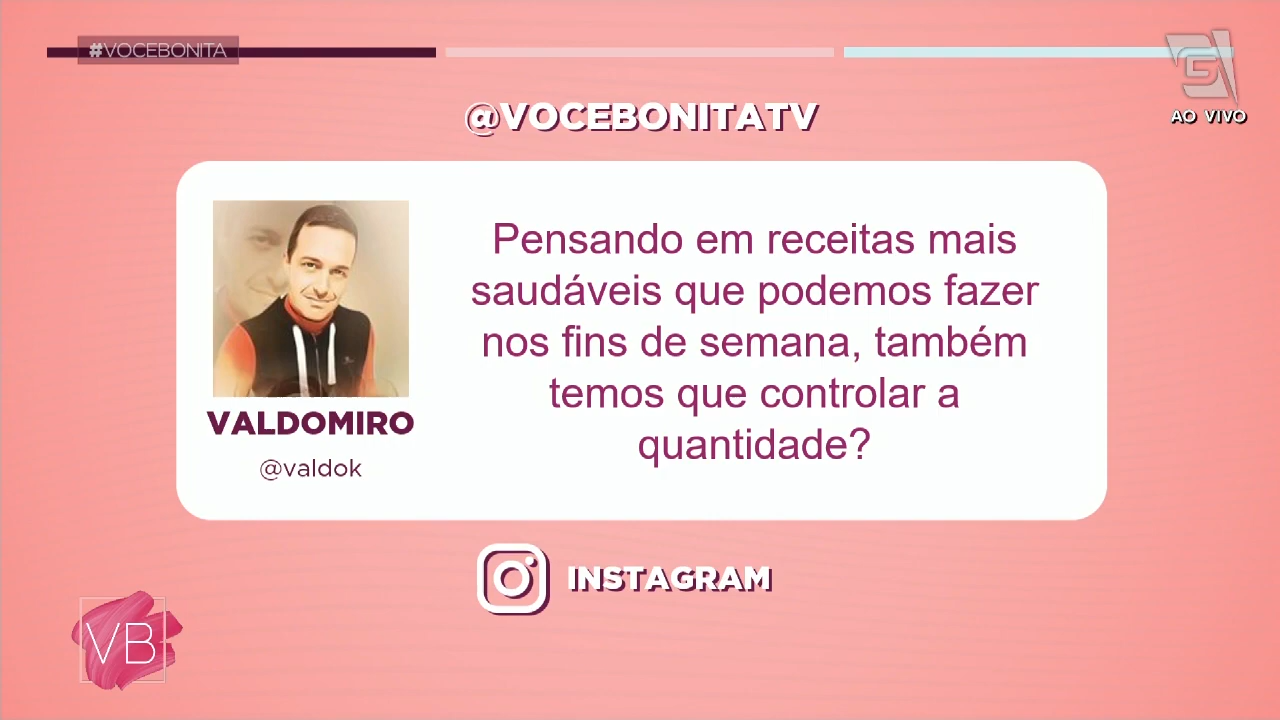 #VOCEBONITA
AO VIVO
@VOCEBONITATV
Pensando em receitas mais
saudáveis que podemos fazer
nos fins de semana, também
temos que controlar a
quantidade?
VALDOMIRO
@valdok
INSTAGRAM
VB